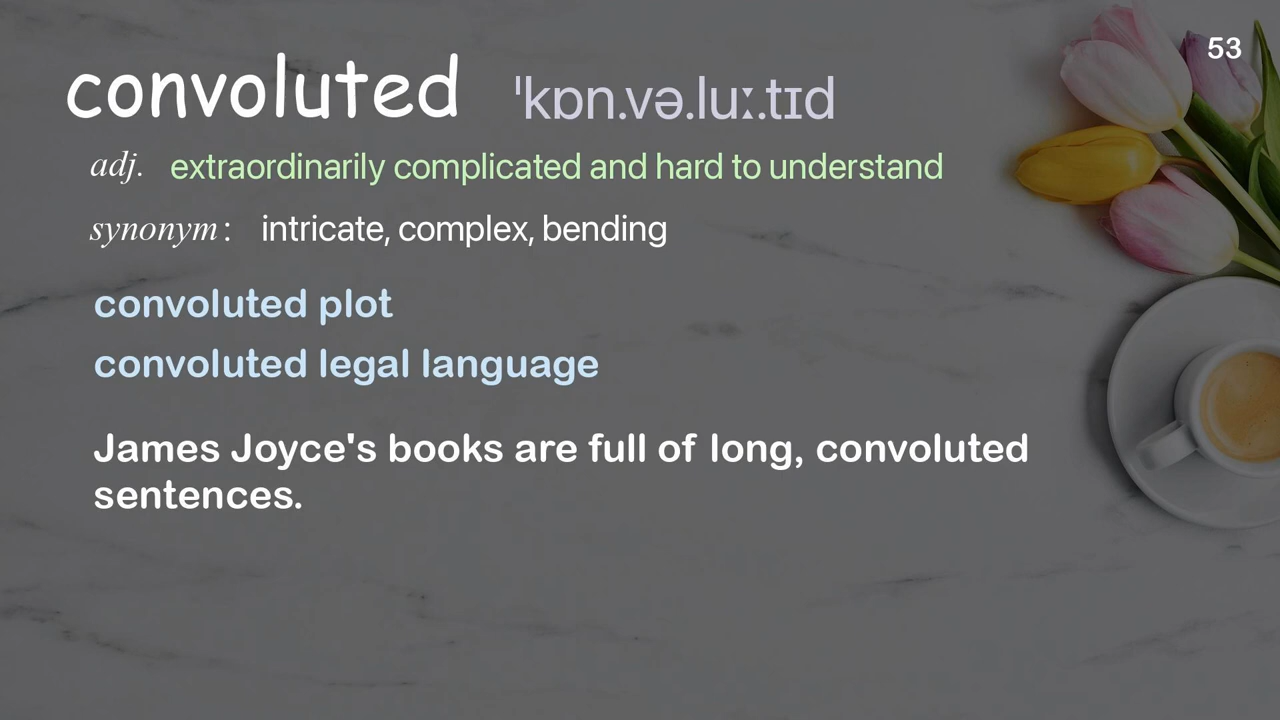 53
convoluted ˈkɒn.və.luː.tɪd
adj. extraordinarily complicated and hard to understand
synonym: intricate, complex, bending
convoluted plot
convoluted legal language
James Joyce's books are full of long, convoluted
sentences.